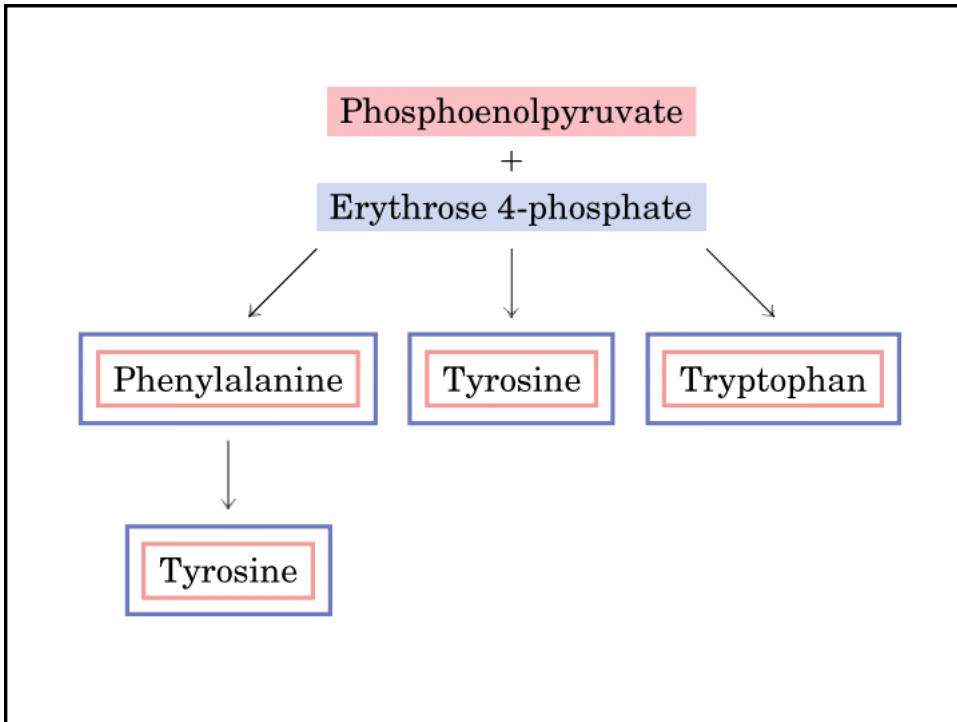 Phosphoenolpyruvate
+
Erythrose 4-phosphate
Phenylalanine
Tyrosine
Tryptophan
Tyrosine